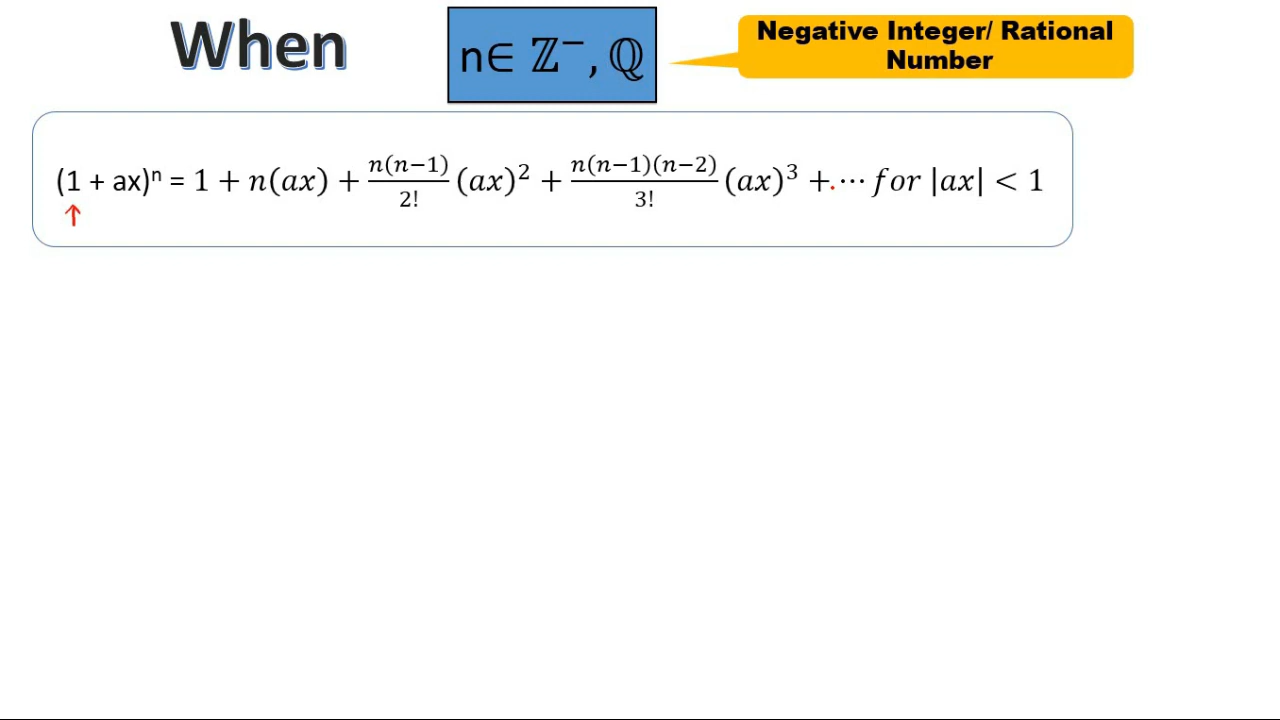 When
n∈ ℤ⁻, ℚ
Negative Integer/ Rational
Number
(1 + ax)ⁿ = 1 + n(ax) + n(n−1)/2! (ax)² + n(n−1)(n−2)/3! (ax)³ + ⋯ for |ax| < 1